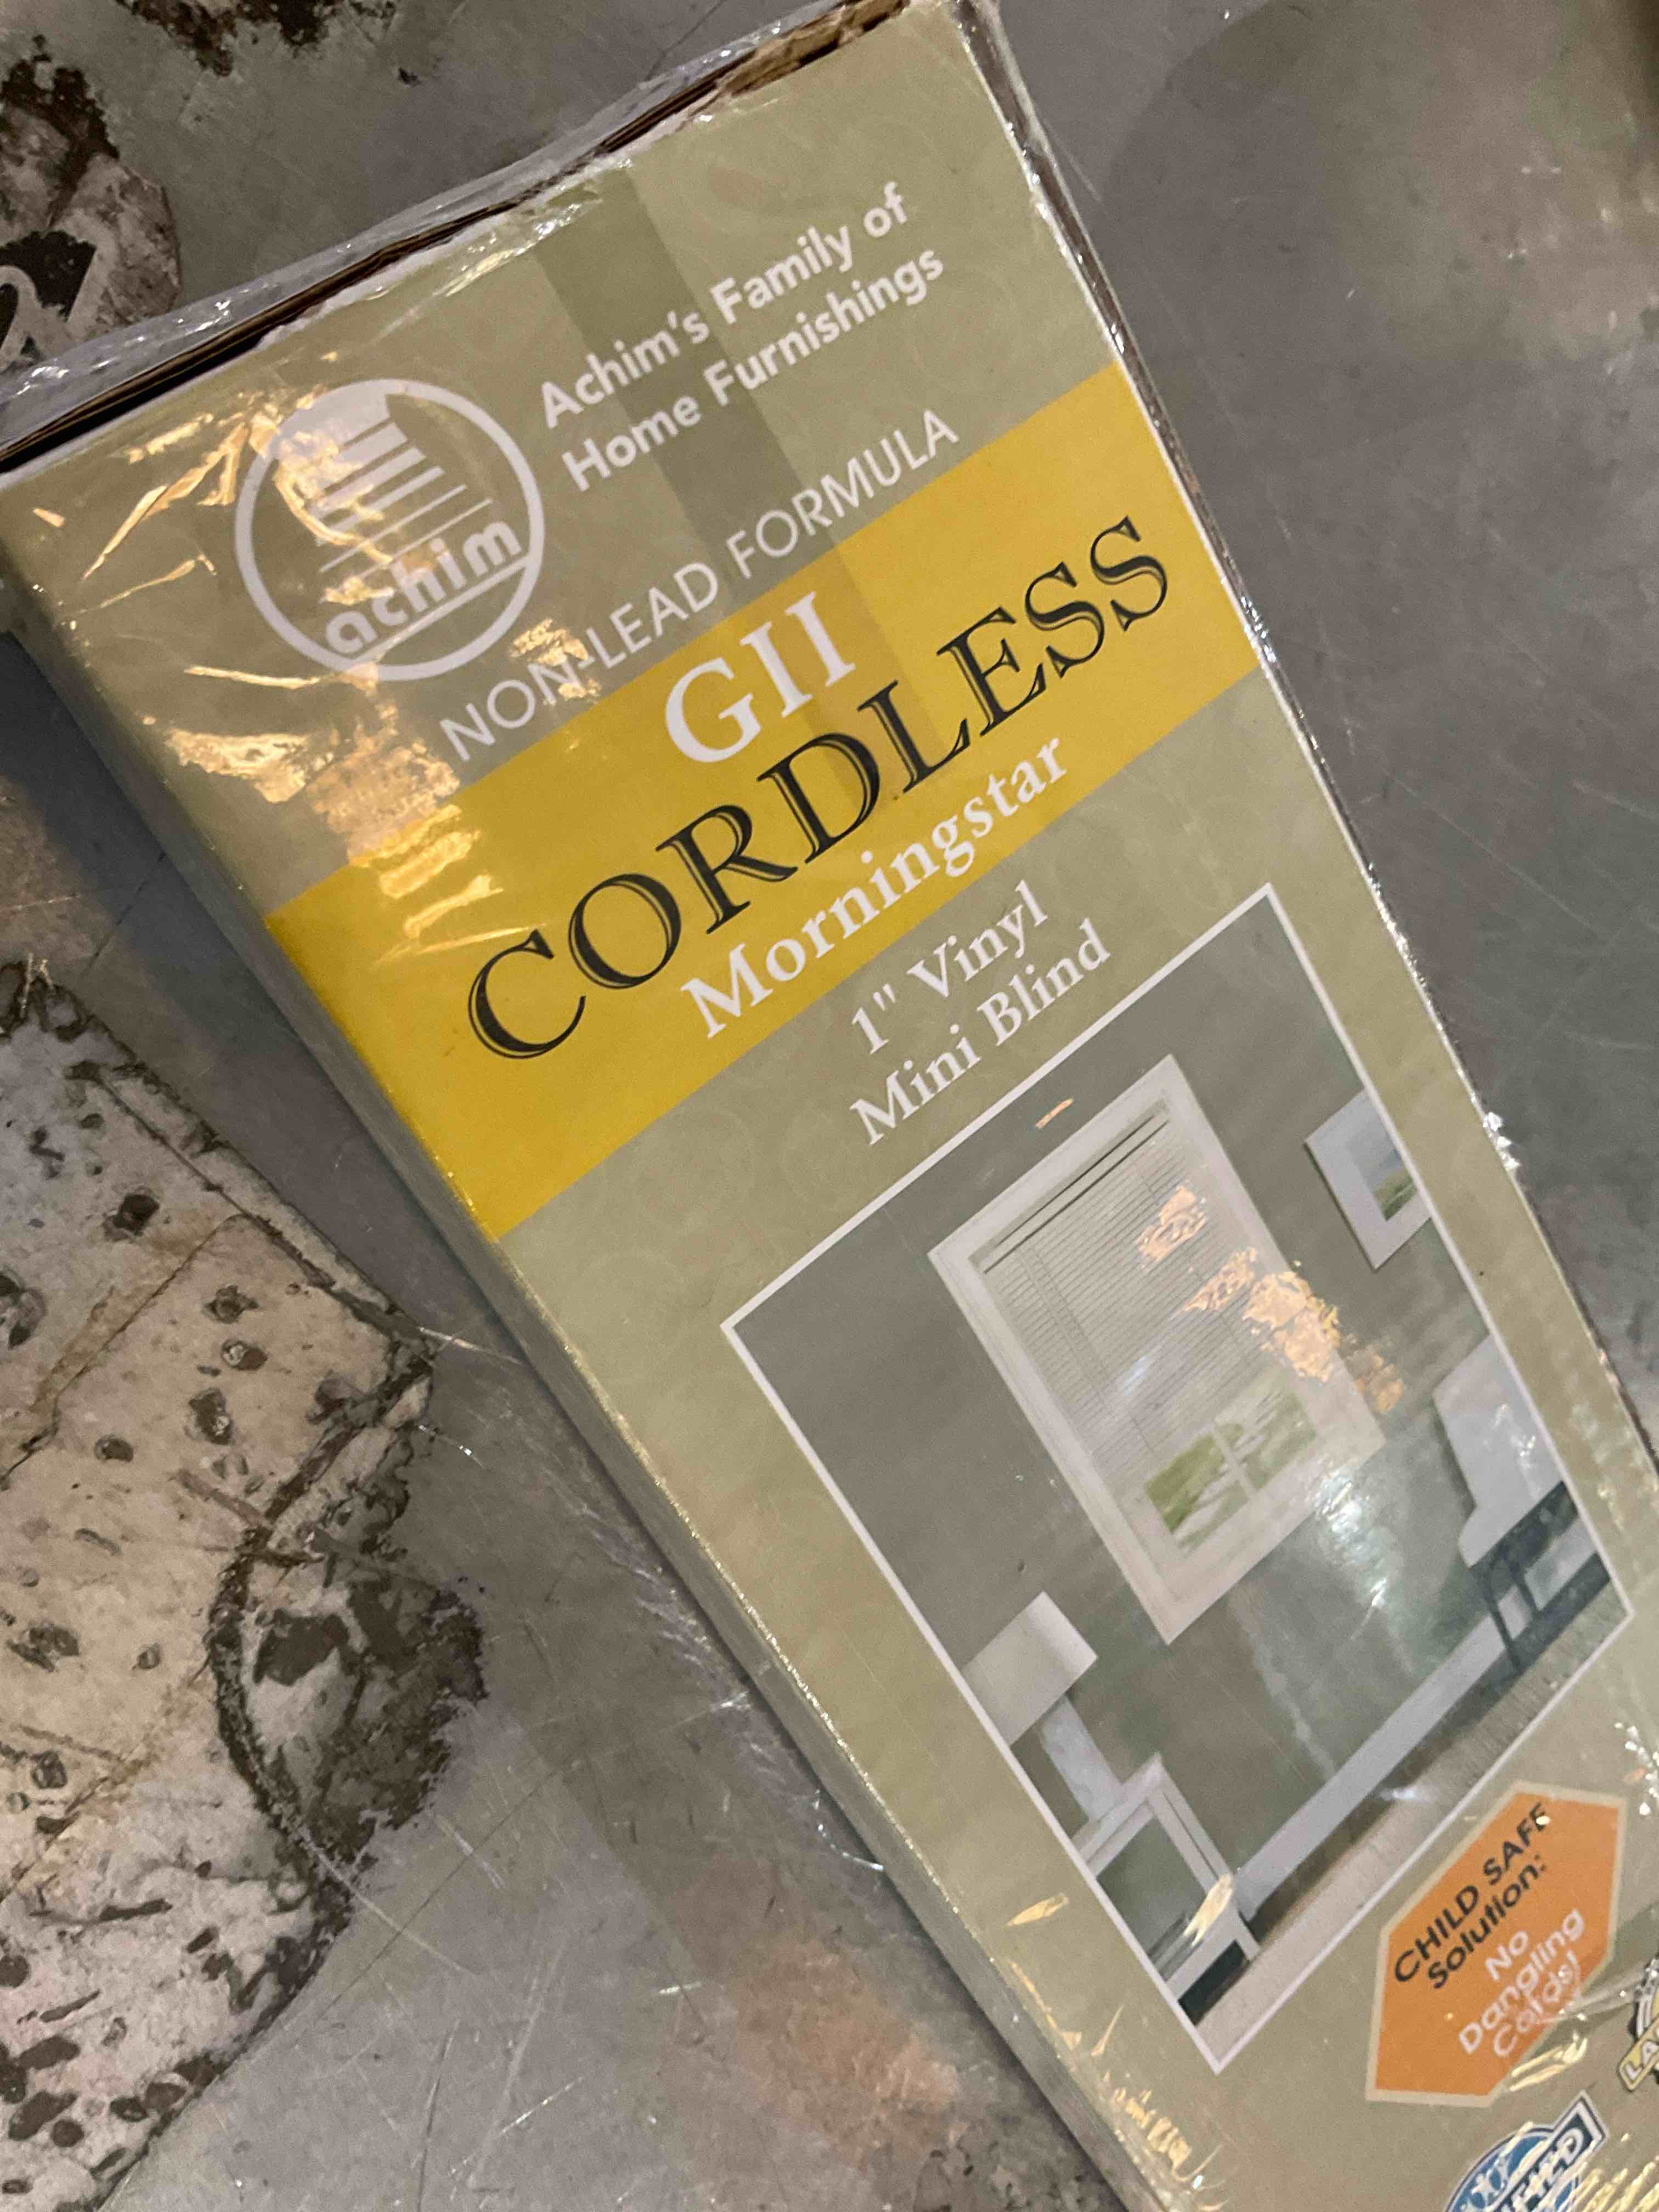 achim
Achim's Family of
Home Furnishings
NON-LEAD FORMULA
GII
CORDLESS
Morningstar
1" Vinyl
Mini Blind
CHILD SAFE
Solution:
No
Dangling
Cords!